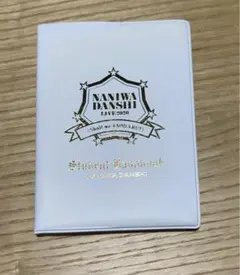 NANIWA
DANSHI
LIVE 2020
Student Handbook
NANIWA DANSHI